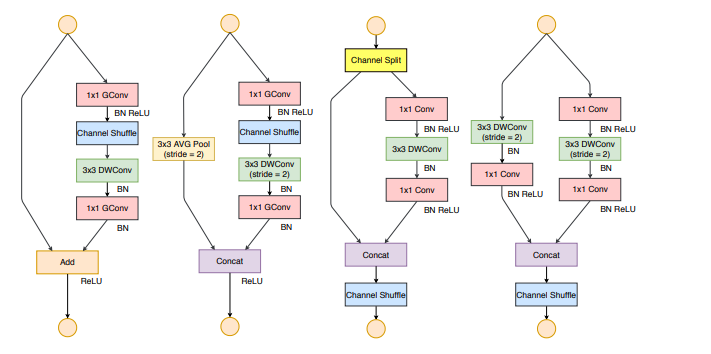 1x1 GConv
BN ReLU
Channel Shuffle
3x3 DWConv
BN
1x1 GConv
BN
Add
ReLU
3x3 AVG Pool
(stride = 2)
1x1 GConv
BN ReLU
Channel Shuffle
3x3 DWConv
(stride = 2)
BN
1x1 GConv
BN
Concat
ReLU
Channel Split
1x1 Conv
BN ReLU
3x3 DWConv
BN
1x1 Conv
BN ReLU
Concat
Channel Shuffle
3x3 DWConv
(stride = 2)
BN
1x1 Conv
BN ReLU
1x1 Conv
BN ReLU
3x3 DWConv
(stride = 2)
BN
1x1 Conv
BN ReLU
Concat
Channel Shuffle